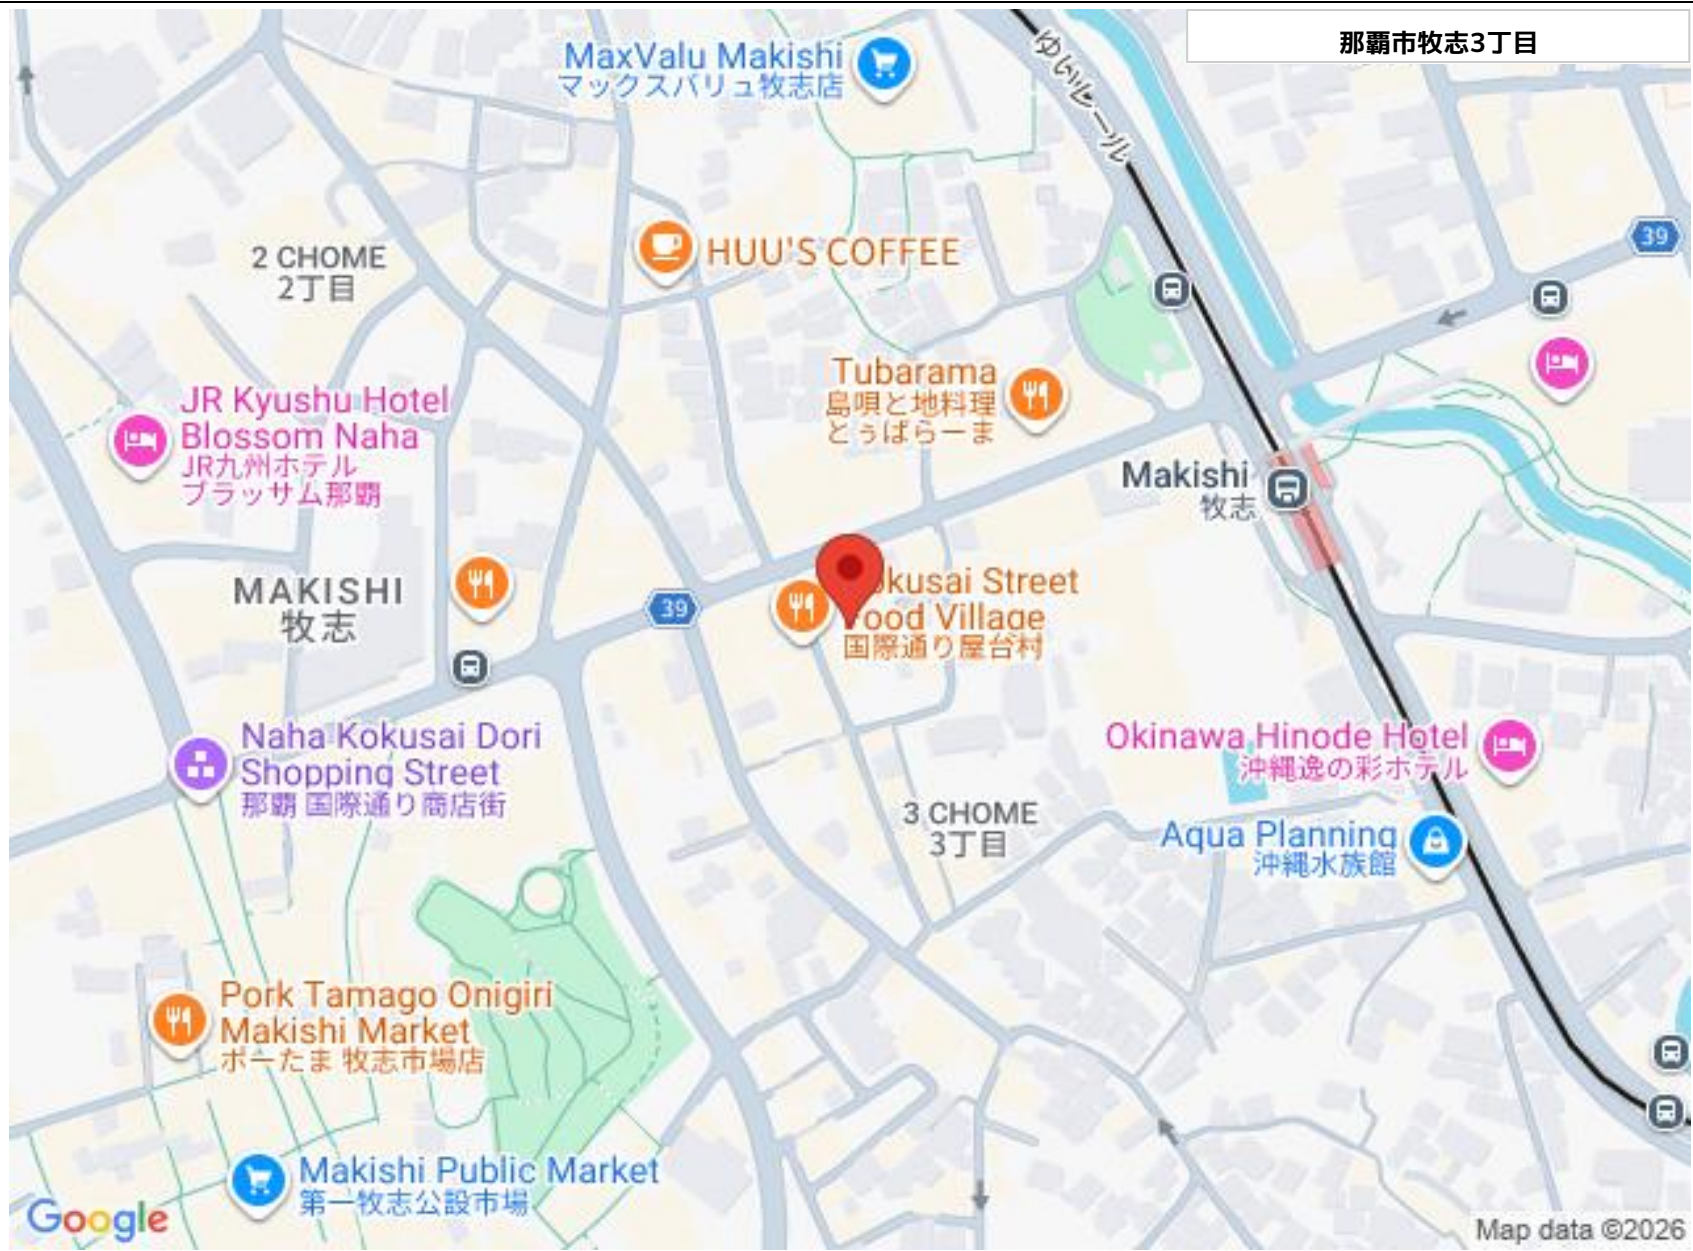 那覇市牧志3丁目
MaxValu Makishi
マックスバリュ牧志店
ゆいレール
39
2 CHOME
2丁目
HUU'S COFFEE
Tubarama
島唄と地料理
とぅばらーま
JR Kyushu Hotel
Blossom Naha
JR九州ホテル
ブラッサム那覇
Makishi
牧志
MAKISHI
牧志
39
okusai Street
Food Village
国際通り屋台村
Naha Kokusai Dori
Shopping Street
那覇 国際通り商店街
Okinawa Hinode Hotel
沖縄逸の彩ホテル
3 CHOME
3丁目
Aqua Planning
沖縄水族館
Pork Tamago Onigiri
Makishi Market
ポーたま 牧志市場店
Makishi Public Market
第一牧志公設市場
Google
Map data ©2026